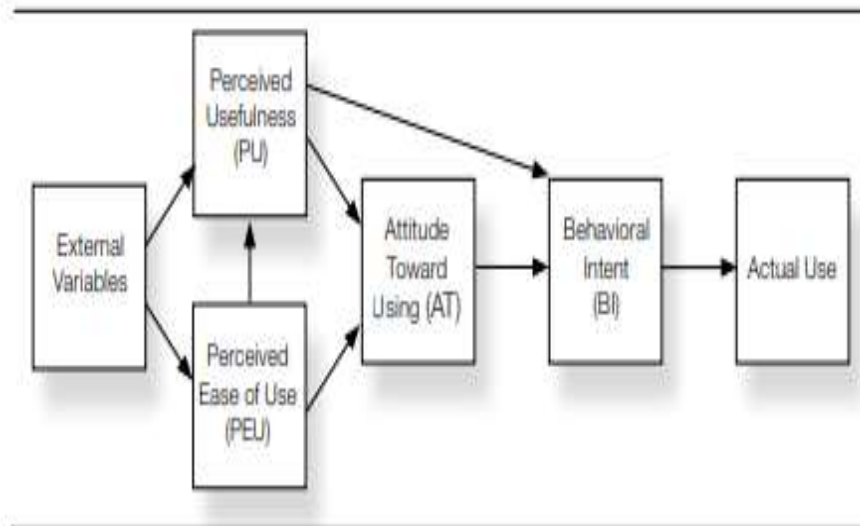 Perceived
Usefulness
(PU)
External
Variables
Perceived
Ease of Use
(PEU)
Attitude
Toward
Using (AT)
Behavioral
Intent
(BI)
Actual Use